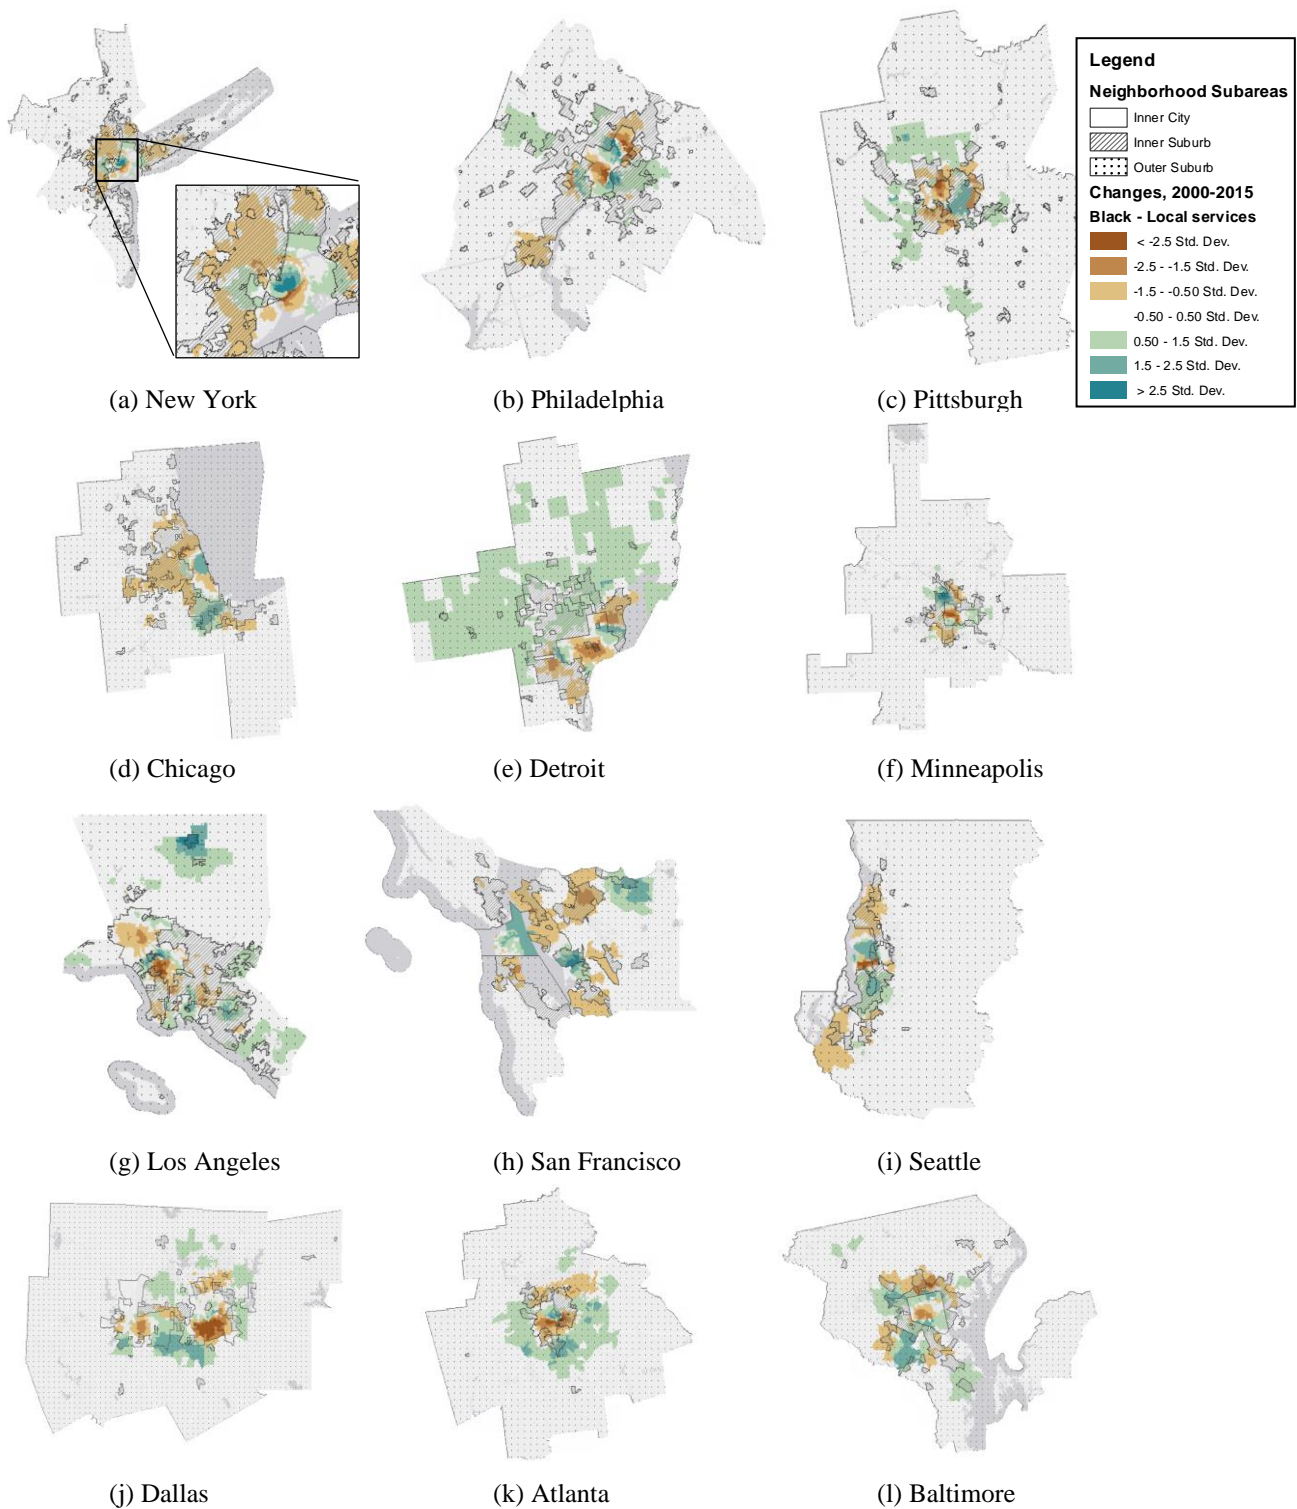 Legend
Neighborhood Subareas
Inner City
Inner Suburb
Outer Suburb
Changes, 2000-2015
Black - Local services
< -2.5 Std. Dev.
-2.5 - -1.5 Std. Dev.
-1.5 - -0.50 Std. Dev.
-0.50 - 0.50 Std. Dev.
0.50 - 1.5 Std. Dev.
1.5 - 2.5 Std. Dev.
> 2.5 Std. Dev.
(a) New York
(b) Philadelphia
(c) Pittsburgh
(d) Chicago
(e) Detroit
(f) Minneapolis
(g) Los Angeles
(h) San Francisco
(i) Seattle
(j) Dallas
(k) Atlanta
(l) Baltimore